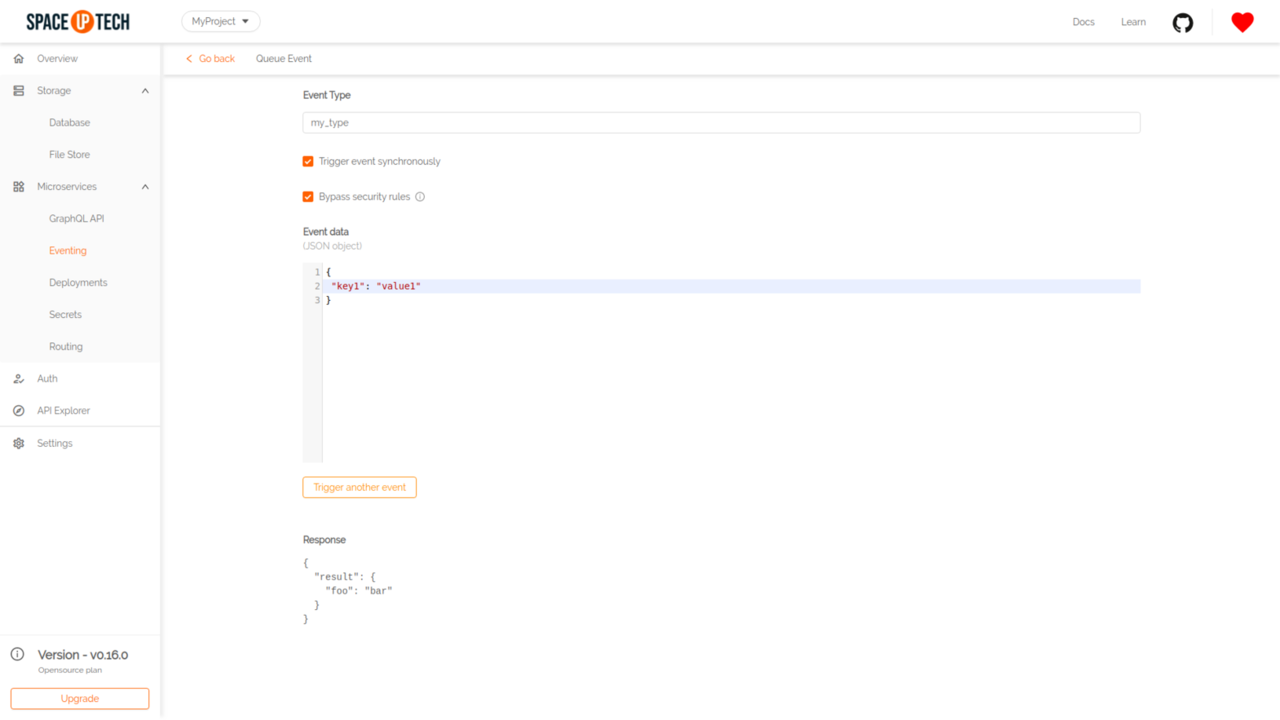 SPACE UP TECH
MyProject
Docs
Learn
Overview
Storage
Database
File Store
Microservices
GraphQL API
Eventing
Deployments
Secrets
Routing
Auth
API Explorer
Settings
Version - v0.16.0
Opensource plan
Upgrade
Go back
Queue Event
Event Type
my_type
Trigger event synchronously
Bypass security rules
Event data
(JSON object)
1 {
2 "key1": "value1"
3 }
Trigger another event
Response
{
"result": {
"foo": "bar"
}
}